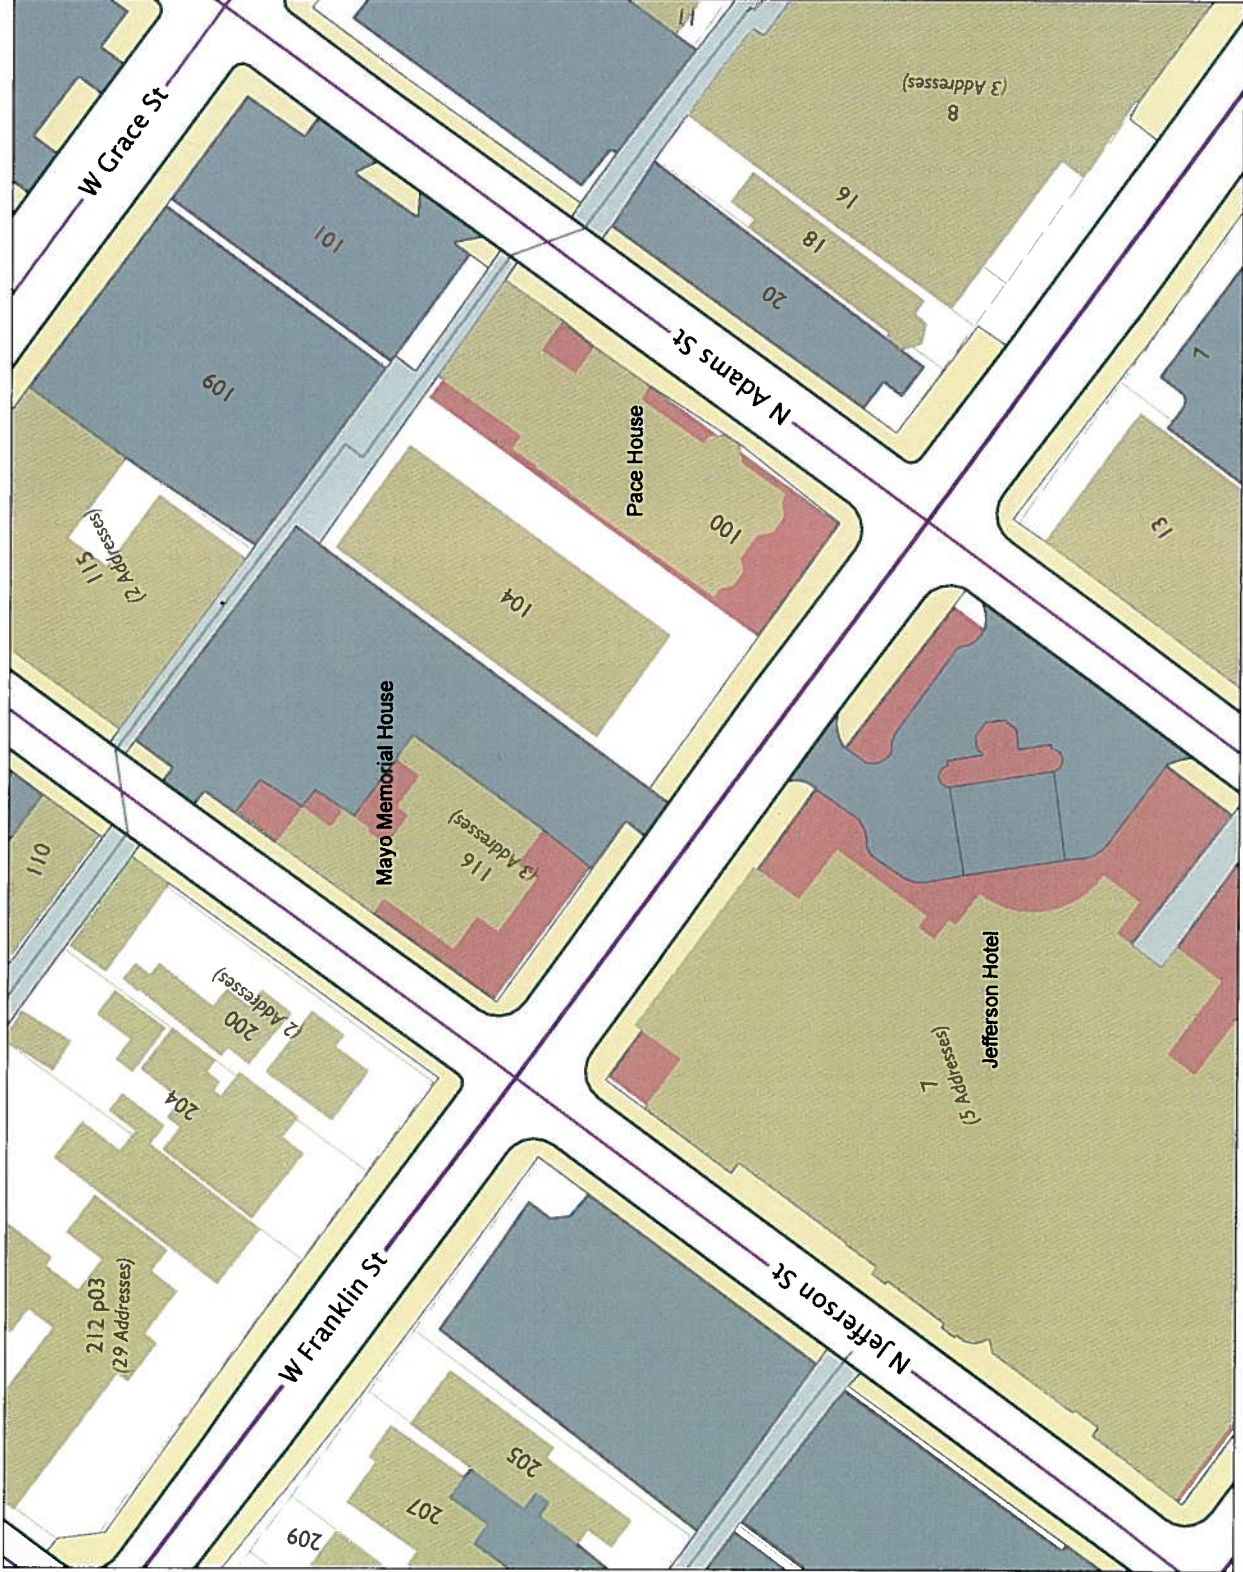 11
W Grace St
8
(3 Addresses)
101
16
18
20
109
N Adams St
7
Pace House
100
13
115
(2 Addresses)
104
Mayo Memorial House
116
(3 Addresses)
110
200
(2 Addresses)
204
Jefferson Hotel
7
(5 Addresses)
212 p03
(29 Addresses)
W Franklin St
N Jefferson St
205
207
209